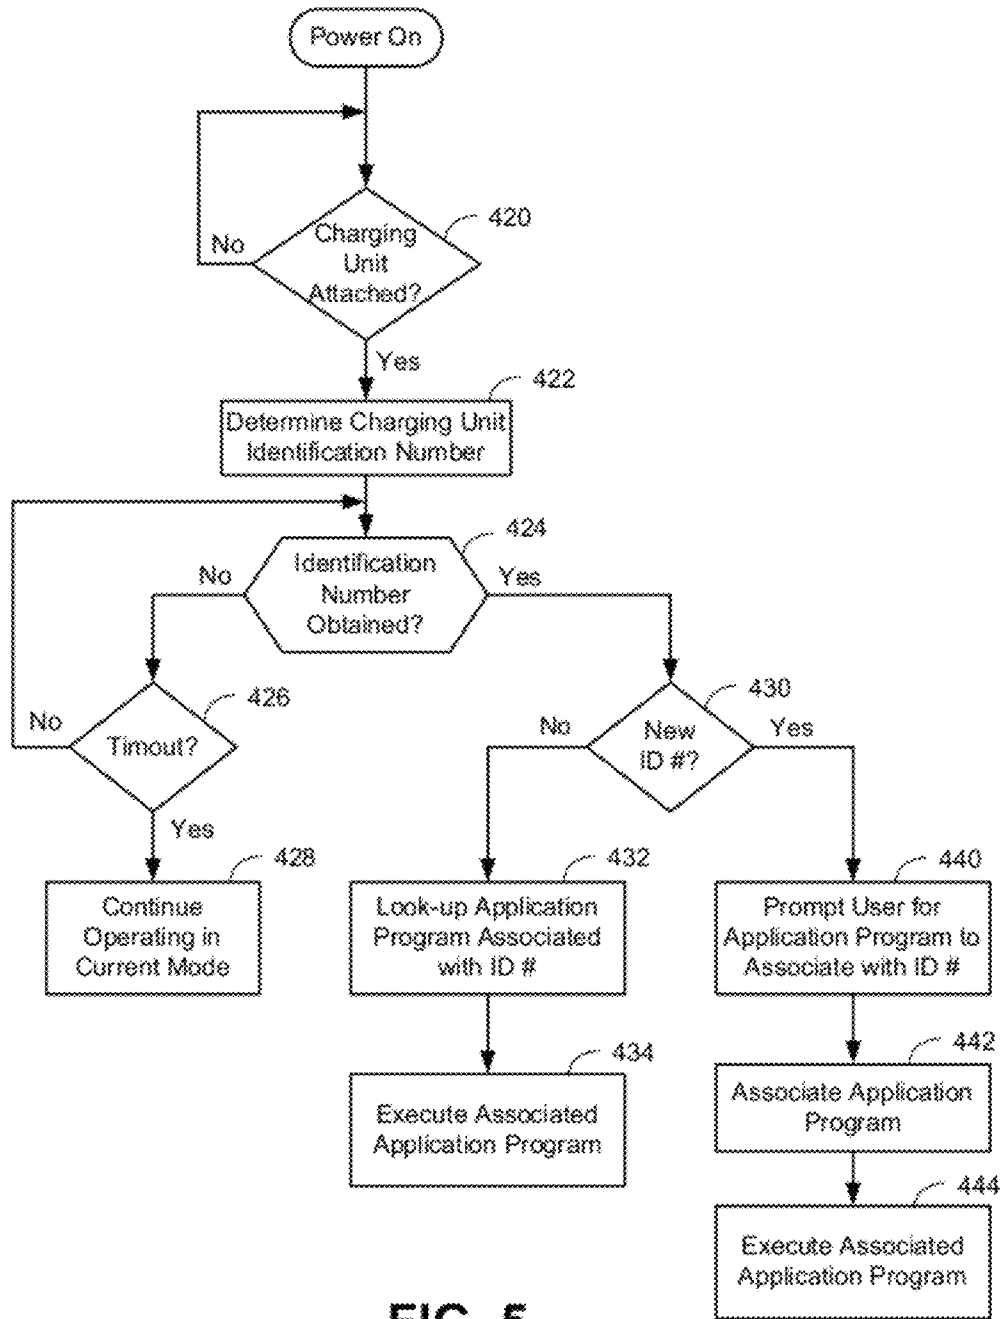 Power On
420
Charging
Unit
Attached?
No
Yes
422
Determine Charging Unit
Identification Number
424
Identification
Number
Obtained?
No
Yes
426
Timout?
No
Yes
430
New
ID #?
No
Yes
428
Continue
Operating in
Current Mode
432
Look-up Application
Program Associated
with ID #
440
Prompt User for
Application Program to
Associate with ID #
434
Execute Associated
Application Program
442
Associate Application
Program
444
Execute Associated
Application Program
FIG. 5